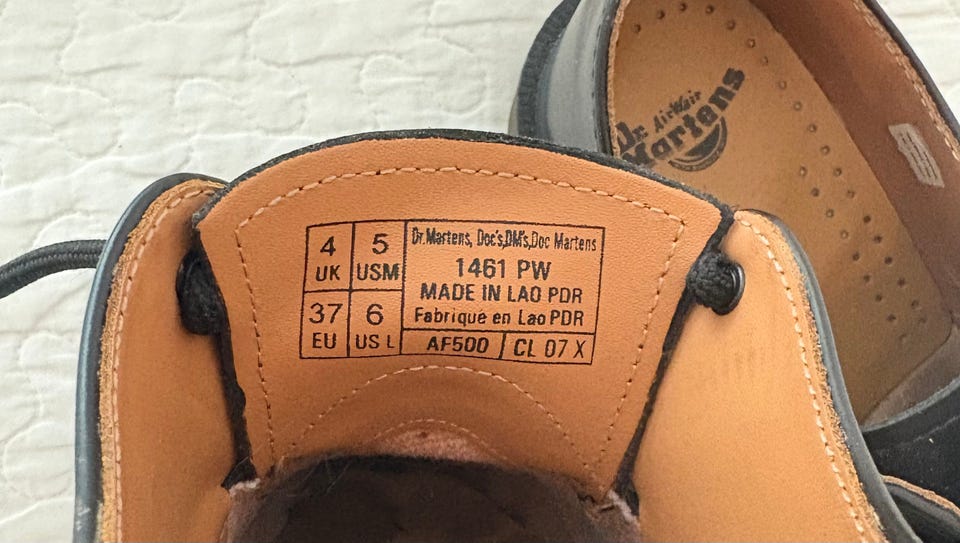 4 5 Dr.Martens, Doc's,DM's,Doc Martens
UK USM 1461 PW
MADE IN LAO PDR
37 6 Fabriqué en Lao PDR
EU US L AF500 CL 07 X
Dr. AirWair
Martens